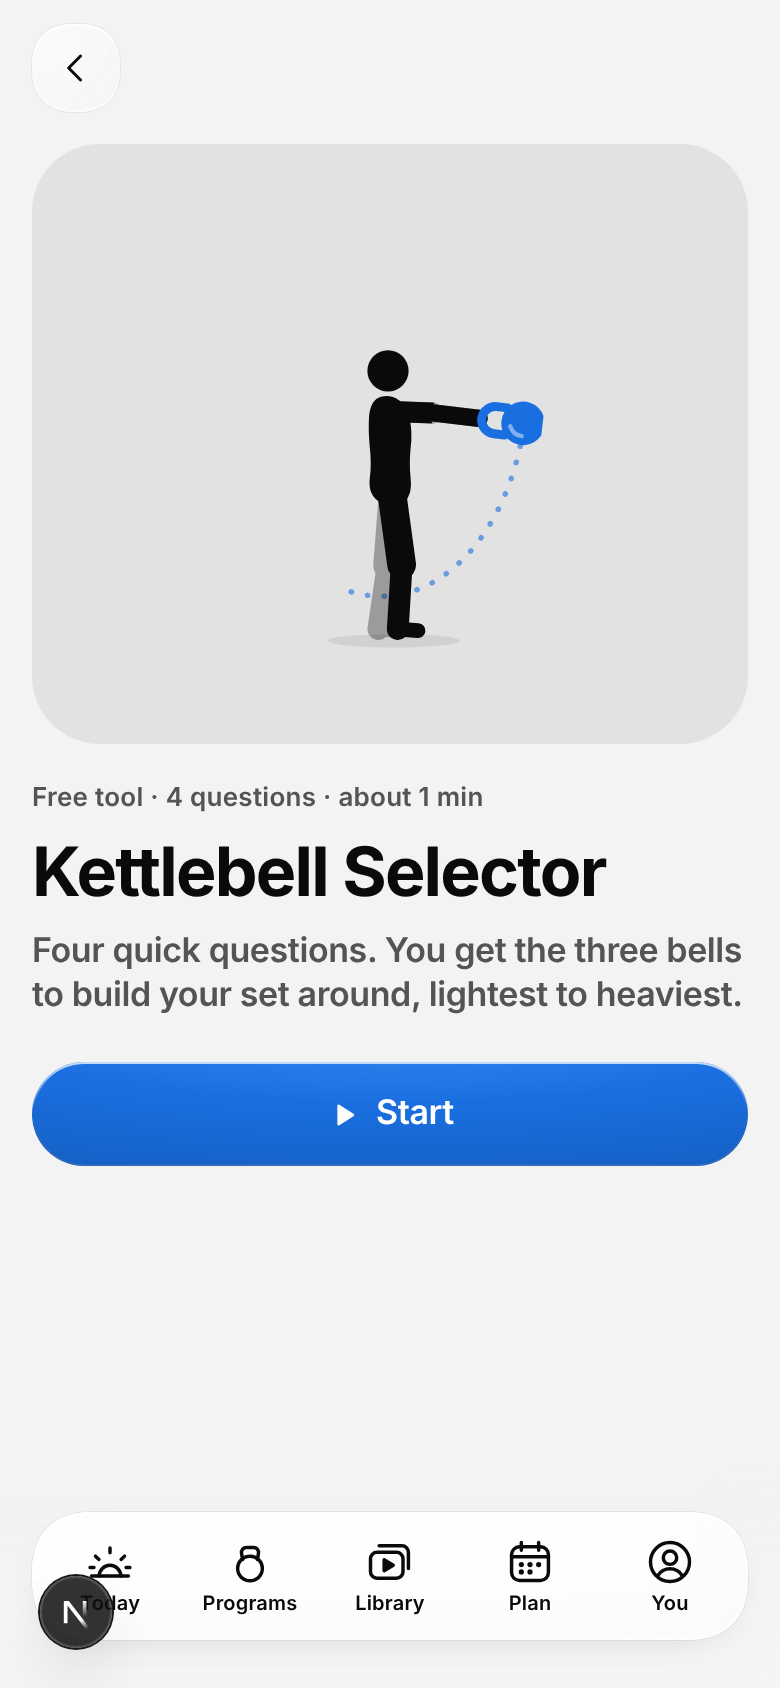 Free tool · 4 questions · about 1 min
Kettlebell Selector
Four quick questions. You get the three bells
to build your set around, lightest to heaviest.
Start
Today
Programs
Library
Plan
You
N